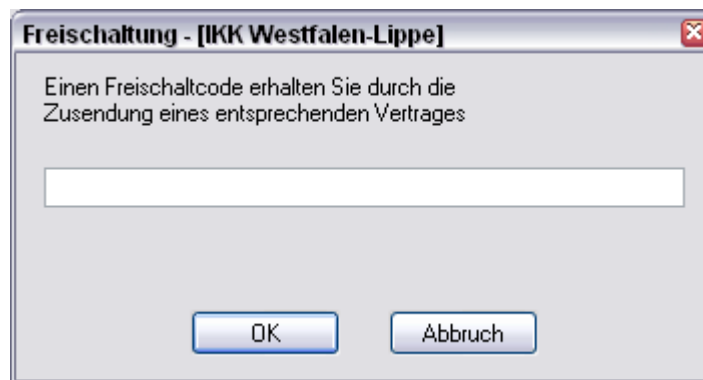 Freischaltung - [IKK Westfalen-Lippe]
Einen Freischaltcode erhalten Sie durch die
Zusendung eines entsprechenden Vertrages
OK
Abbruch